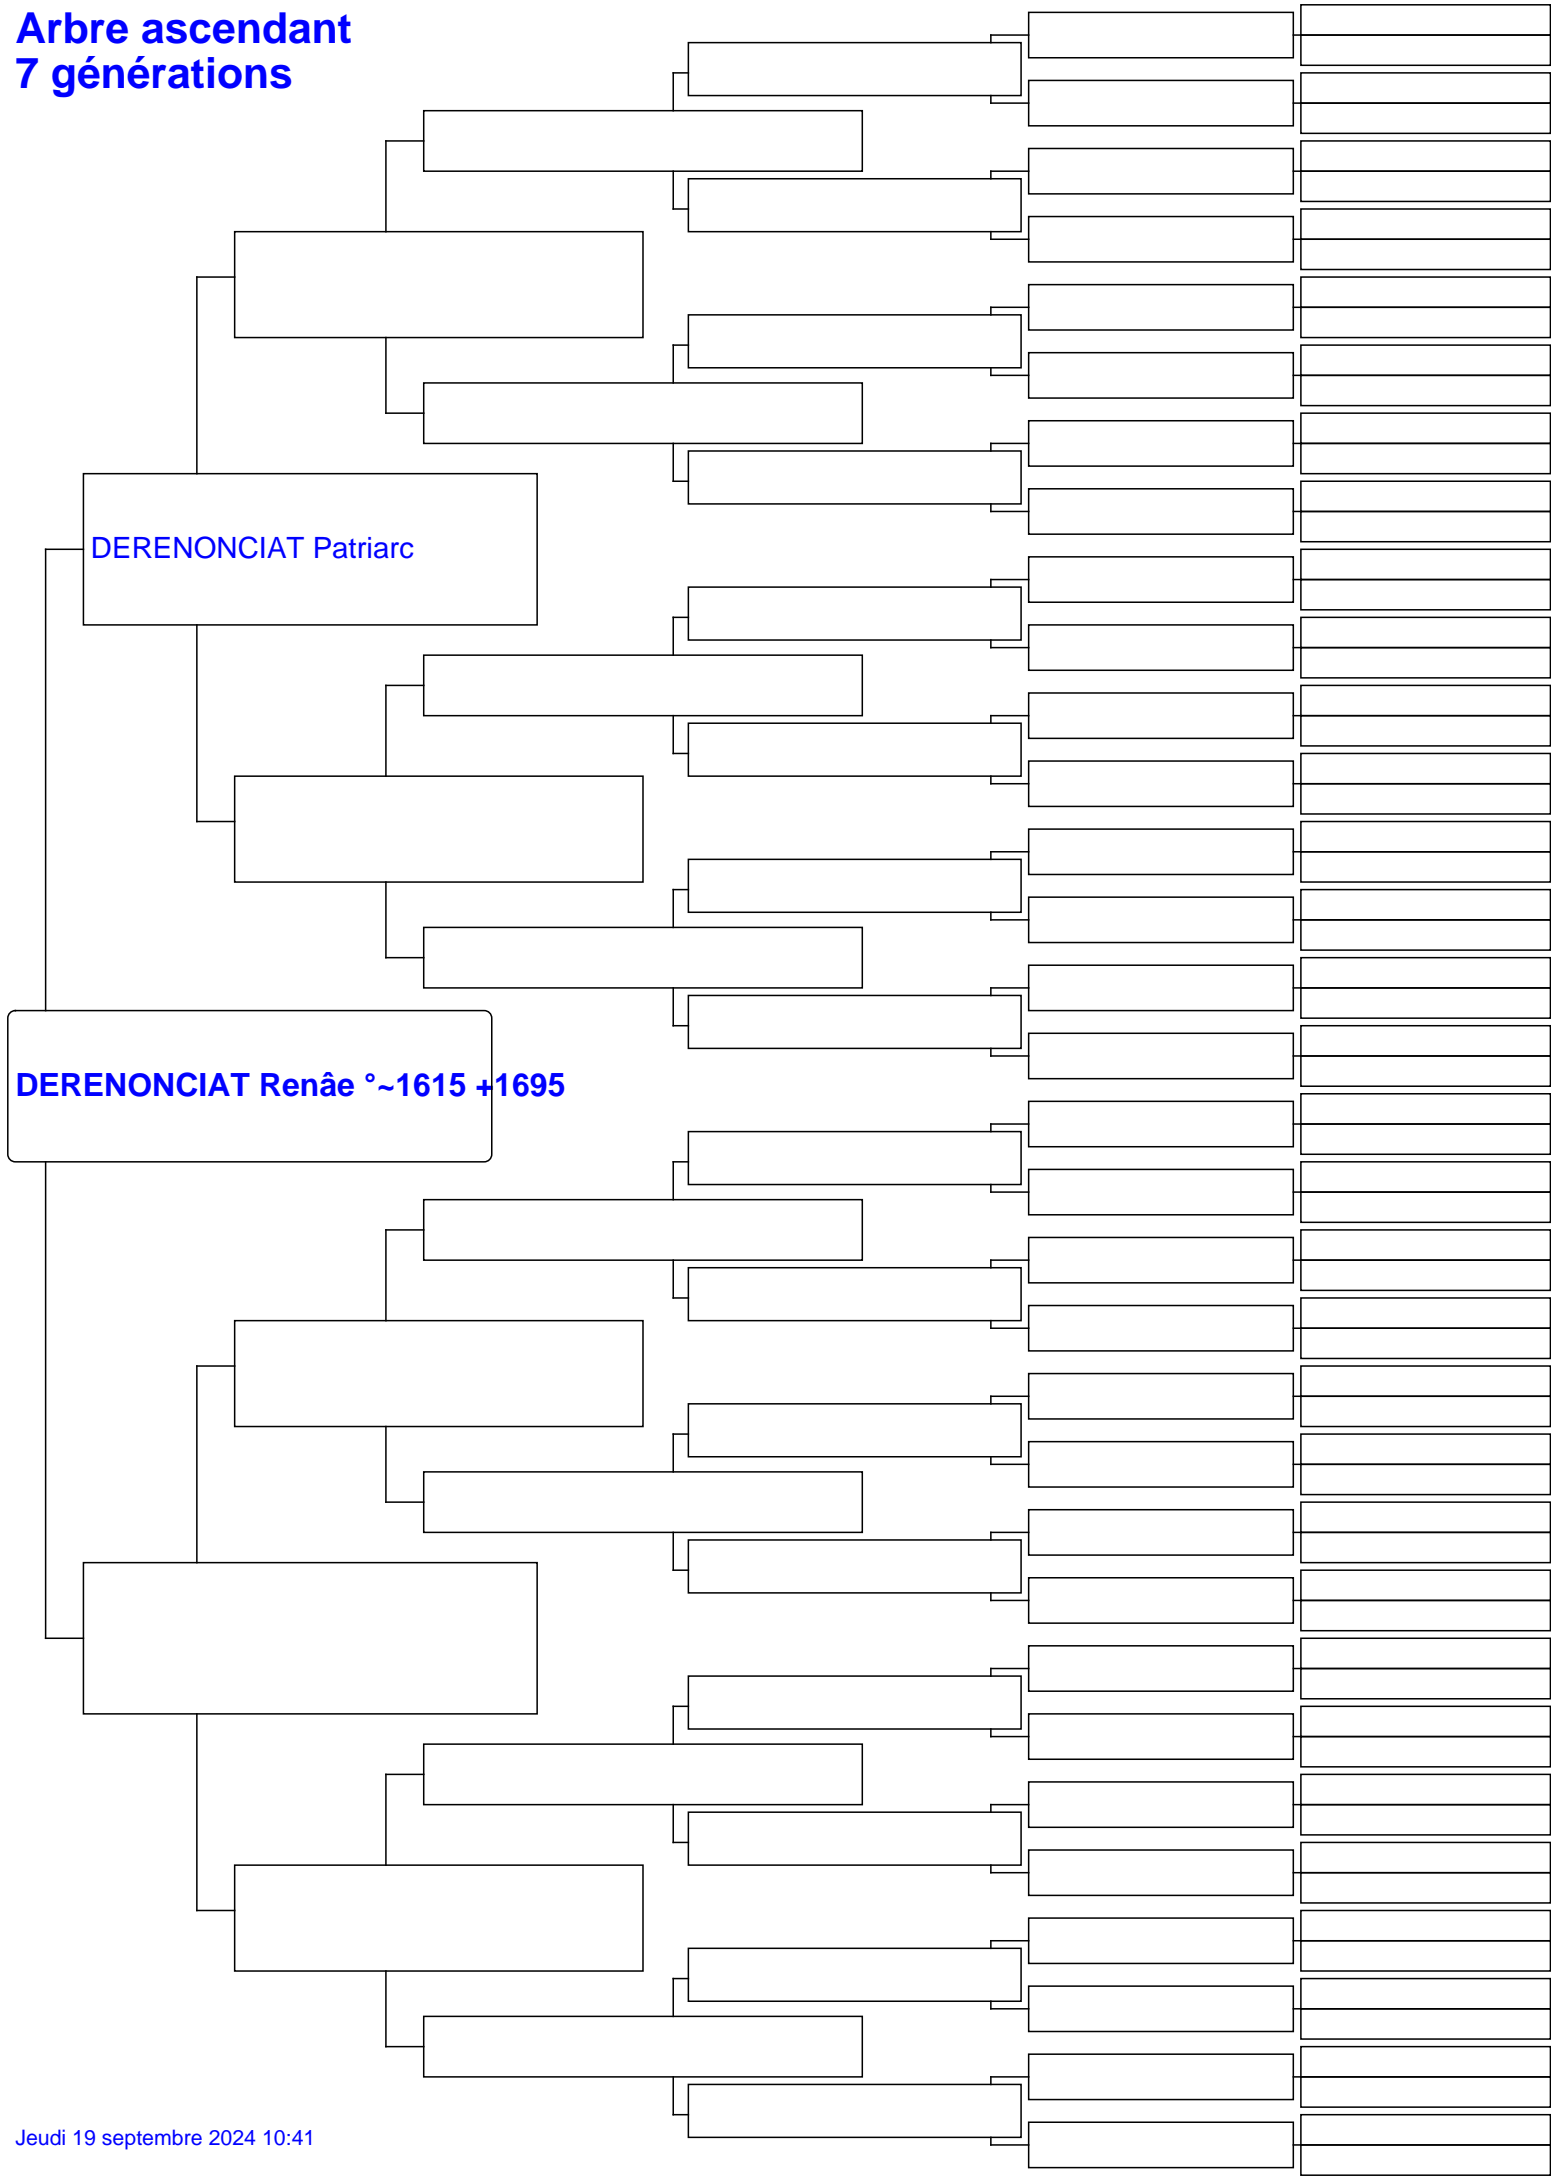 Arbre ascendant
7 générations
DERENONCIAT Patriarc
DERENONCIAT Renâe °~1615 +1695
Jeudi 19 septembre 2024 10:41